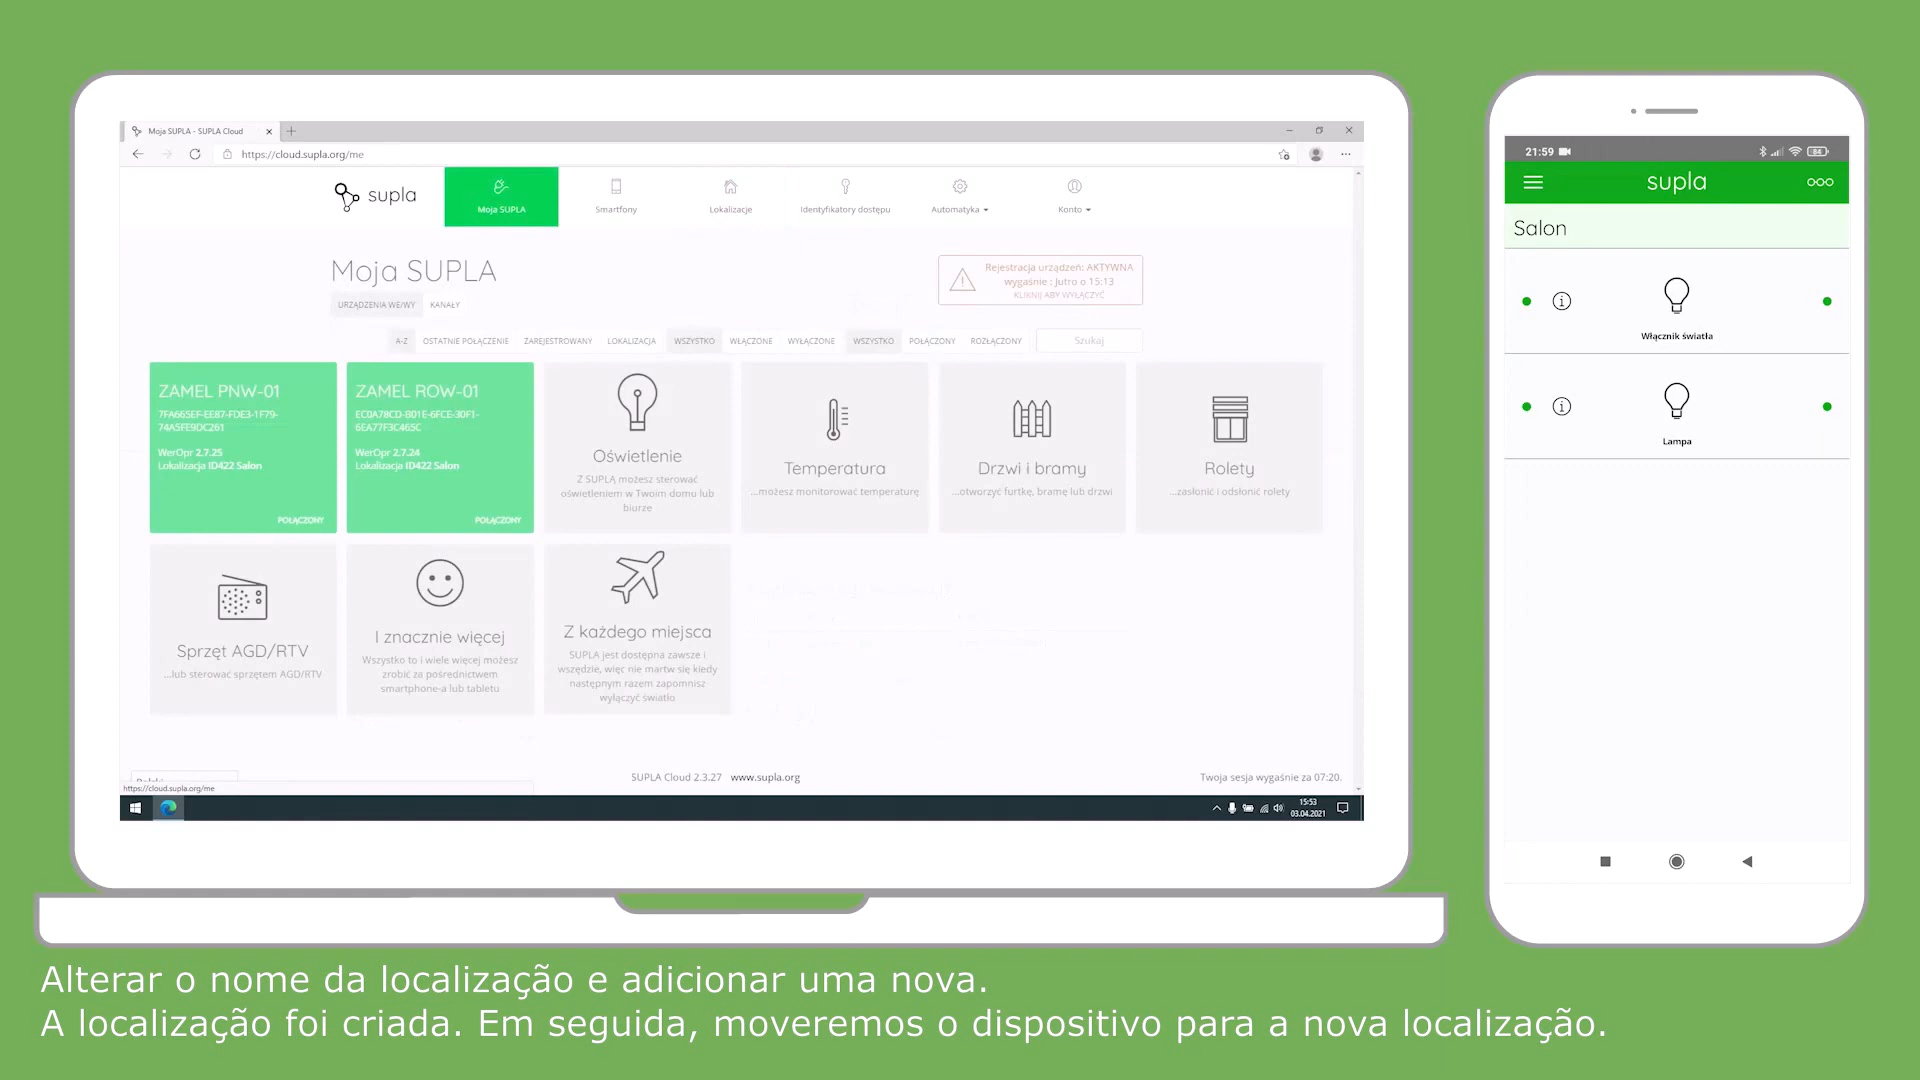 Moja SUPLA - SUPLA Cloud
https://cloud.supla.org/me
supla
Moja SUPLA
Smartfony
Lokalizacje
Identyfikatory dostępu
Automatyka
Konto
Moja SUPLA
Rejestracja urządzeń: AKTYWNA
wygaśnie : Jutro o 15:13
KLIKNIJ ABY WYŁĄCZYĆ
URZĄDZENIA WE/WY
KANAŁY
A-Z
OSTATNIE POŁĄCZENIE
ZAREJESTROWANY
LOKALIZACJA
WSZYSTKO
WŁĄCZONE
WYŁĄCZONE
WSZYSTKO
POŁĄCZONY
ROZŁĄCZONY
Szukaj
ZAMEL PNW-01
7FA665EF-EE87-FDE3-1F79-
74A5FE9DC261
WerOpr 2.7.25
Lokalizacja ID422 Salon
POŁĄCZONY
ZAMEL ROW-01
EC0A78CD-B01E-6FCE-30F1-
6EA77F3C465C
WerOpr 2.7.24
Lokalizacja ID422 Salon
POŁĄCZONY
Oświetlenie
Z SUPLĄ możesz sterować
oświetleniem w Twoim domu lub
biurze
Temperatura
...możesz monitorować temperaturę
Drzwi i bramy
...otworzyć furtkę, bramę lub drzwi
Rolety
...zasłonić i odsłonić rolety
Sprzęt AGD/RTV
...lub sterować sprzętem AGD/RTV
I znacznie więcej
Wszystko to i wiele więcej możesz
zrobić za pośrednictwem
smartphone-a lub tabletu
Z każdego miejsca
SUPLA jest dostępna zawsze i
wszędzie, więc nie martw się kiedy
następnym razem zapomnisz
wyłączyć światło
Polski
SUPLA Cloud 2.3.27 www.supla.org
Twoja sesja wygaśnie za 07:20.
https://cloud.supla.org/me
15:53
03.04.2021
21:59
84
supla
Salon
Włącznik światła
Lampa
Alterar o nome da localização e adicionar uma nova.
A localização foi criada. Em seguida, moveremos o dispositivo para a nova localização.